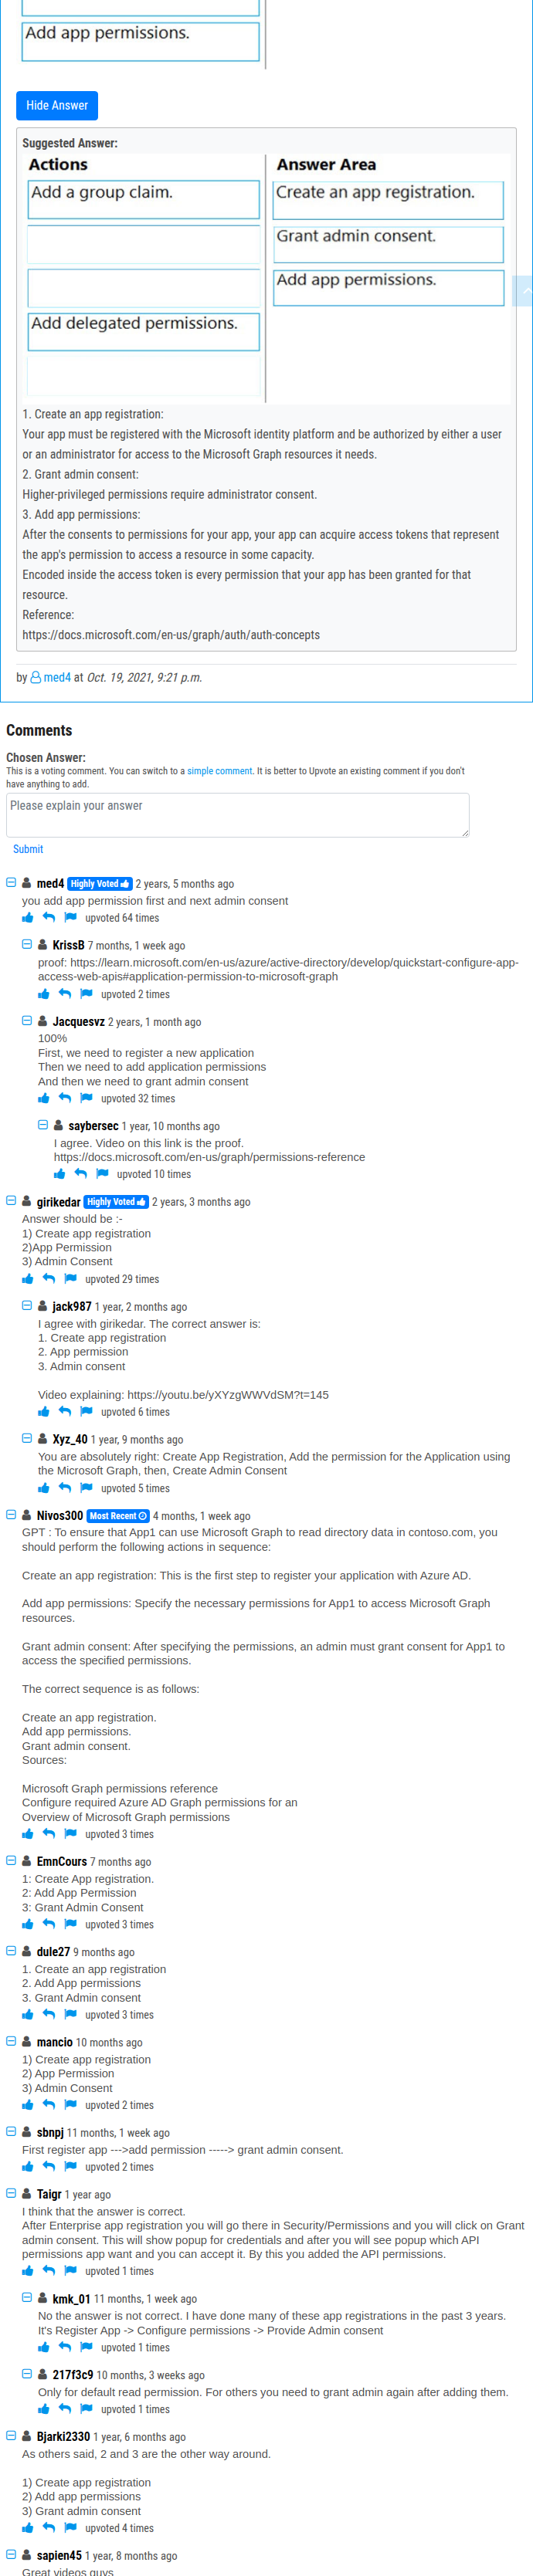 Add app permissions.
Hide Answer
Suggested Answer:
Actions
Answer Area
Add a group claim.
Create an app registration.
Grant admin consent.
Add app permissions.
Add delegated permissions.
1. Create an app registration:
Your app must be registered with the Microsoft identity platform and be authorized by either a user
or an administrator for access to the Microsoft Graph resources it needs.
2. Grant admin consent:
Higher-privileged permissions require administrator consent.
3. Add app permissions:
After the consents to permissions for your app, your app can acquire access tokens that represent
the app's permission to access a resource in some capacity.
Encoded inside the access token is every permission that your app has been granted for that
resource.
Reference:
https://docs.microsoft.com/en-us/graph/auth/auth-concepts
by med4 at Oct. 19, 2021, 9:21 p.m.
Comments
Chosen Answer:
This is a voting comment. You can switch to a simple comment. It is better to Upvote an existing comment if you don't
have anything to add.
Please explain your answer
Submit
med4 Highly Voted 2 years, 5 months ago
you add app permission first and next admin consent
upvoted 64 times
KrissB 7 months, 1 week ago
proof: https://learn.microsoft.com/en-us/azure/active-directory/develop/quickstart-configure-app-
access-web-apis#application-permission-to-microsoft-graph
upvoted 2 times
Jacquesvz 2 years, 1 month ago
100%
First, we need to register a new application
Then we need to add application permissions
And then we need to grant admin consent
upvoted 32 times
saybersec 1 year, 10 months ago
I agree. Video on this link is the proof.
https://docs.microsoft.com/en-us/graph/permissions-reference
upvoted 10 times
girikedar Highly Voted 2 years, 3 months ago
Answer should be :-
1) Create app registration
2)App Permission
3) Admin Consent
upvoted 29 times
jack987 1 year, 2 months ago
I agree with girikedar. The correct answer is:
1. Create app registration
2. App permission
3. Admin consent
Video explaining: https://youtu.be/yXYzgWWVdSM?t=145
upvoted 6 times
Xyz_40 1 year, 9 months ago
You are absolutely right: Create App Registration, Add the permission for the Application using
the Microsoft Graph, then, Create Admin Consent
upvoted 5 times
Nivos300 Most Recent 4 months, 1 week ago
GPT : To ensure that App1 can use Microsoft Graph to read directory data in contoso.com, you
should perform the following actions in sequence:
Create an app registration: This is the first step to register your application with Azure AD.
Add app permissions: Specify the necessary permissions for App1 to access Microsoft Graph
resources.
Grant admin consent: After specifying the permissions, an admin must grant consent for App1 to
access the specified permissions.
The correct sequence is as follows:
Create an app registration.
Add app permissions.
Grant admin consent.
Sources:
Microsoft Graph permissions reference
Configure required Azure AD Graph permissions for an
Overview of Microsoft Graph permissions
upvoted 3 times
EmnCours 7 months ago
1: Create App registration.
2: Add App Permission
3: Grant Admin Consent
upvoted 3 times
dule27 9 months ago
1. Create an app registration
2. Add App permissions
3. Grant Admin consent
upvoted 3 times
mancio 10 months ago
1) Create app registration
2) App Permission
3) Admin Consent
upvoted 2 times
sbnpj 11 months, 1 week ago
First register app --->add permission -----> grant admin consent.
upvoted 2 times
Taigr 1 year ago
I think that the answer is correct.
After Enterprise app registration you will go there in Security/Permissions and you will click on Grant
admin consent. This will show popup for credentials and after you will see popup which API
permissions app want and you can accept it. By this you added the API permissions.
upvoted 1 times
kmk_01 11 months, 1 week ago
No the answer is not correct. I have done many of these app registrations in the past 3 years.
It's Register App -> Configure permissions -> Provide Admin consent
upvoted 1 times
217f3c9 10 months, 3 weeks ago
Only for default read permission. For others you need to grant admin again after adding them.
upvoted 1 times
Bjarki2330 1 year, 6 months ago
As others said, 2 and 3 are the other way around.
1) Create app registration
2) Add app permissions
3) Grant admin consent
upvoted 4 times
sapien45 1 year, 8 months ago
Great videos guys